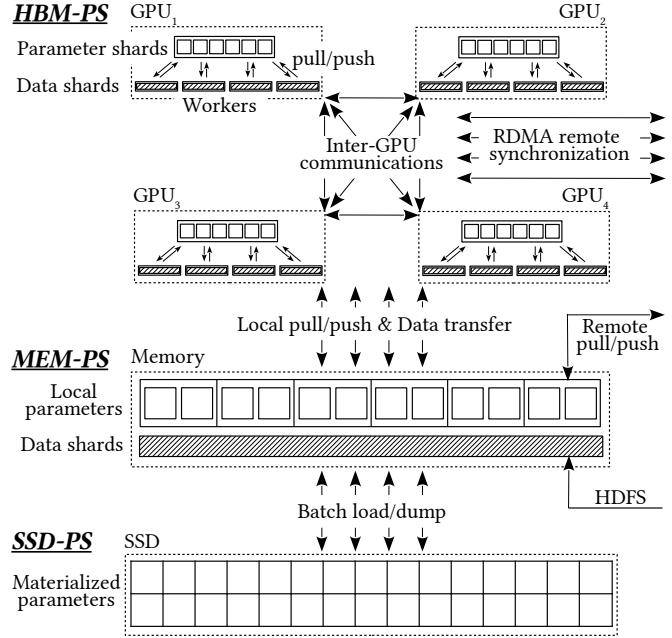 HBM-PS
GPU1
GPU2
Parameter shards
pull/push
Data shards
Workers
Inter-GPU
communications
RDMA remote
synchronization
GPU3
GPU4
Local pull/push & Data transfer
Remote
pull/push
MEM-PS
Memory
Local
parameters
Data shards
HDFS
Batch load/dump
SSD-PS
SSD
Materialized
parameters